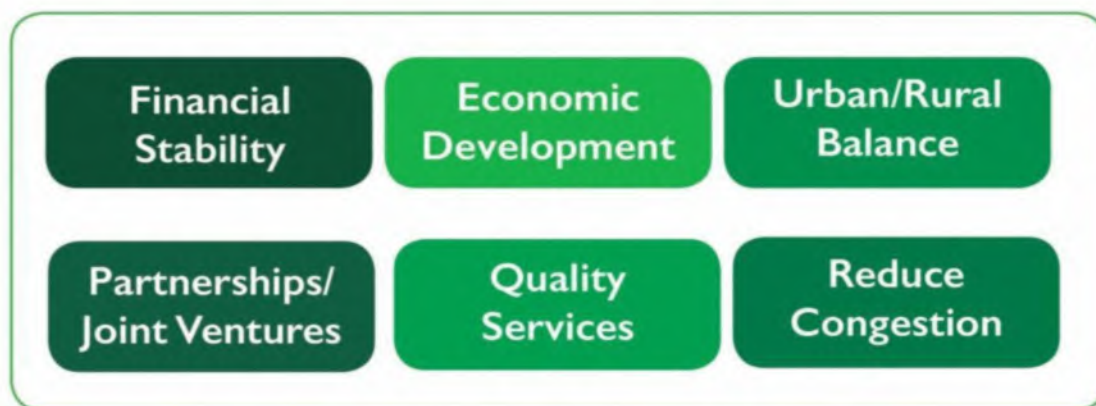 Financial
Stability
Economic
Development
Urban/Rural
Balance
Partnerships/
Joint Ventures
Quality
Services
Reduce
Congestion